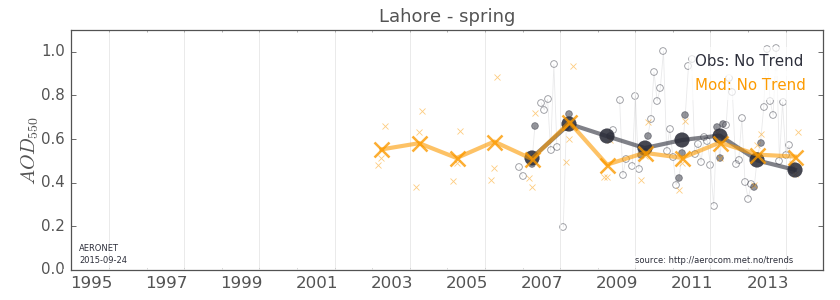 Lahore - spring
1.0
0.8
0.6
0.4
0.2
0.0
AOD550
Obs: No Trend
Mod: No Trend
AERONET
2015-09-24
source: http://aerocom.met.no/trends
1995 1997 1999 2001 2003 2005 2007 2009 2011 2013